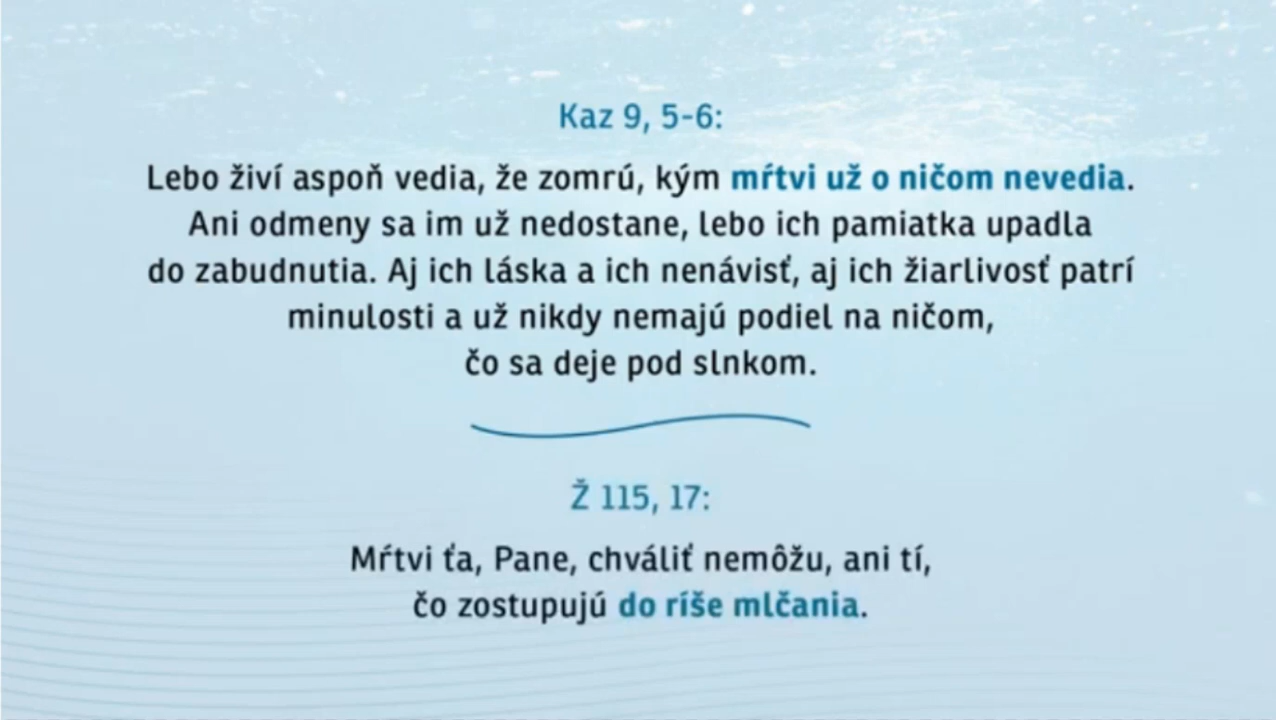 Kaz 9, 5-6:
Lebo živí aspoň vedia, že zomrú, kým mŕtvi už o ničom nevedia.
Ani odmeny sa im už nedostane, lebo ich pamiatka upadla
do zabudnutia. Aj ich láska a ich nenávisť, aj ich žiarlivosť patrí
minulosti a už nikdy nemajú podiel na ničom,
čo sa deje pod slnkom.
Ž 115, 17:
Mŕtvi ťa, Pane, chváliť nemôžu, ani tí,
čo zostupujú do ríše mlčania.